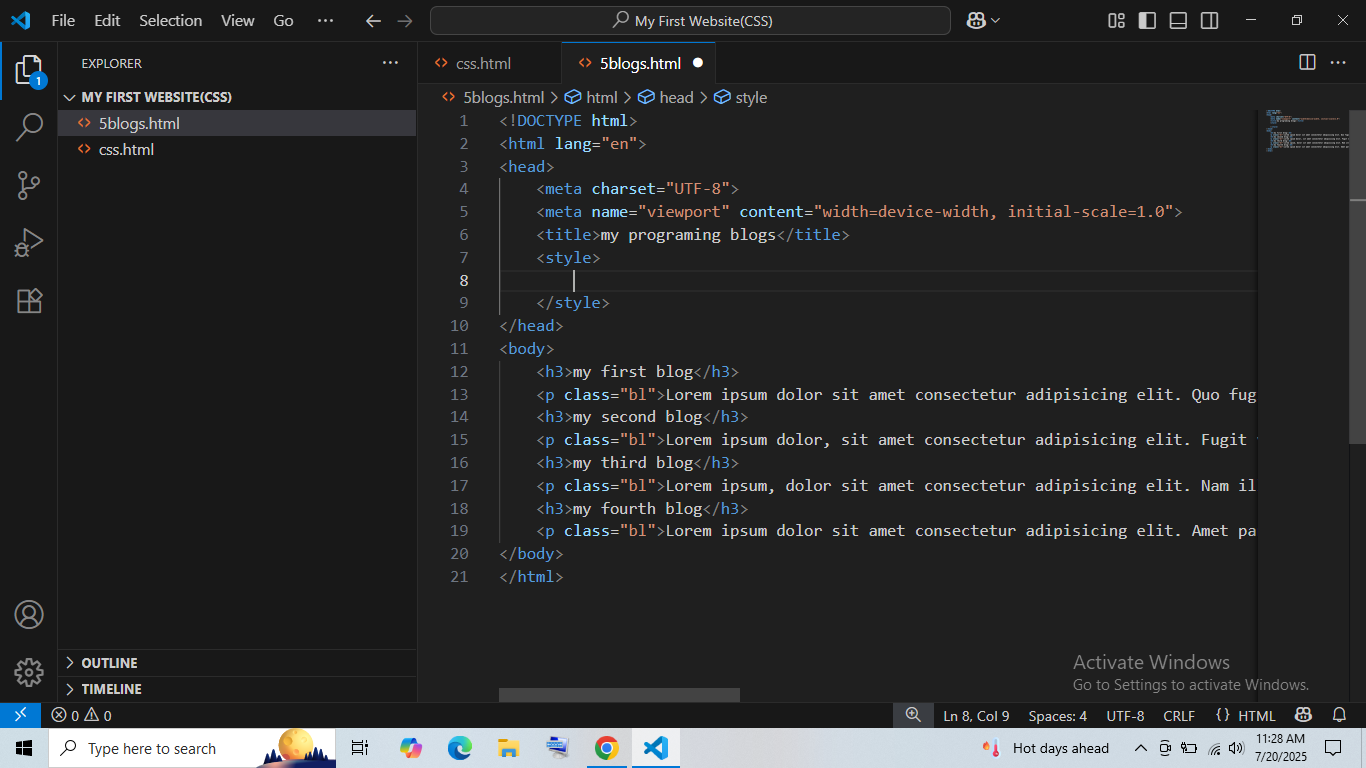 File Edit Selection View Go ... My First Website(CSS)
EXPLORER ...
css.html 5blogs.html
1
MY FIRST WEBSITE(CSS)
5blogs.html > html > head > style
5blogs.html
css.html
1 <!DOCTYPE html>
2 <html lang="en">
3 <head>
4 <meta charset="UTF-8">
5 <meta name="viewport" content="width=device-width, initial-scale=1.0">
6 <title>my programing blogs</title>
7 <style>
8
9 </style>
10 </head>
11 <body>
12 <h3>my first blog</h3>
13 <p class="bl">Lorem ipsum dolor sit amet consectetur adipisicing elit. Quo fug
14 <h3>my second blog</h3>
15 <p class="bl">Lorem ipsum dolor, sit amet consectetur adipisicing elit. Fugit
16 <h3>my third blog</h3>
17 <p class="bl">Lorem ipsum, dolor sit amet consectetur adipisicing elit. Nam il
18 <h3>my fourth blog</h3>
19 <p class="bl">Lorem ipsum dolor sit amet consectetur adipisicing elit. Amet pa
20 </body>
21 </html>
OUTLINE
TIMELINE
Activate Windows
Go to Settings to activate Windows.
0 0 Ln 8, Col 9 Spaces: 4 UTF-8 CRLF {} HTML
Type here to search Hot days ahead 11:28 AM
7/20/2025